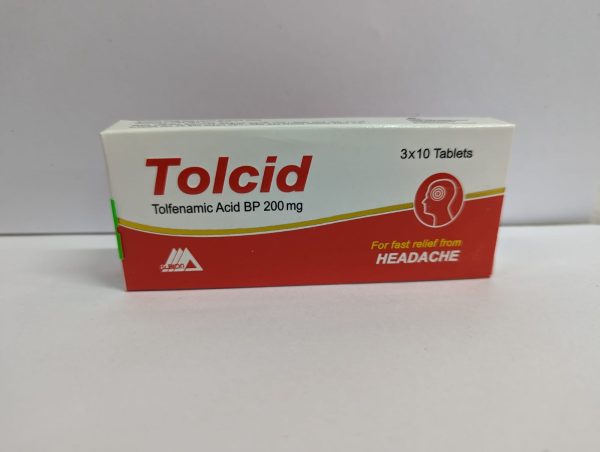 Tolcid
Tolfenamic Acid BP 200 mg
3x10 Tablets
For fast relief from
HEADACHE